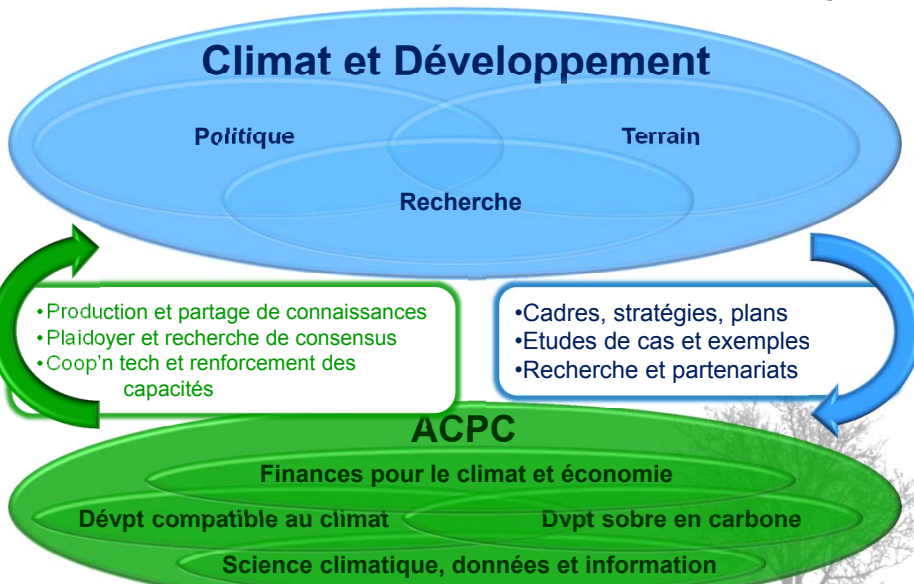 Climat et Développement
Politique
Terrain
Recherche
•Production et partage de connaissances
•Plaidoyer et recherche de consensus
•Coop'n tech et renforcement des
capacités
•Cadres, stratégies, plans
•Etudes de cas et exemples
•Recherche et partenariats
ACPC
Finances pour le climat et économie
Dévpt compatible au climat
Dvpt sobre en carbone
Science climatique, données et information